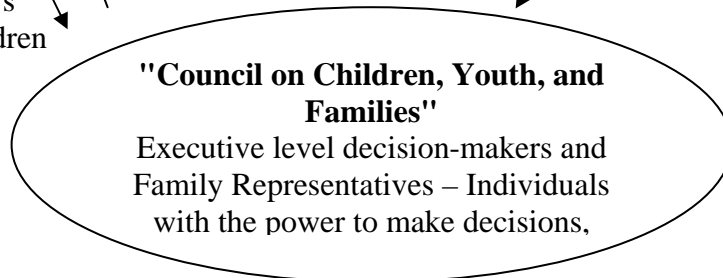 s
dren
"Council on Children, Youth, and
Families"
Executive level decision-makers and
Family Representatives – Individuals
with the power to make decisions,